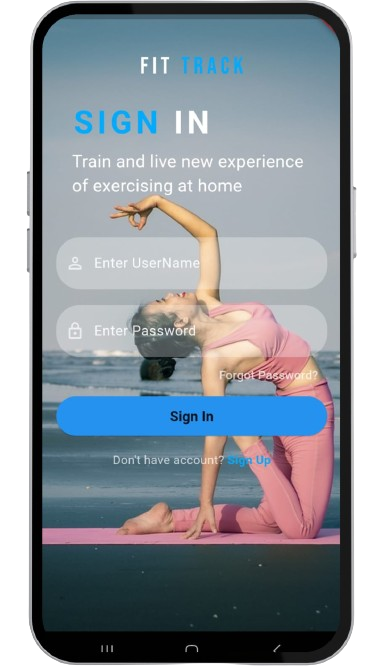 FIT TRACK
SIGN IN
Train and live new experience
of exercising at home
Enter UserName
Enter Password
Forgot Password?
Sign In
Don't have account? Sign Up